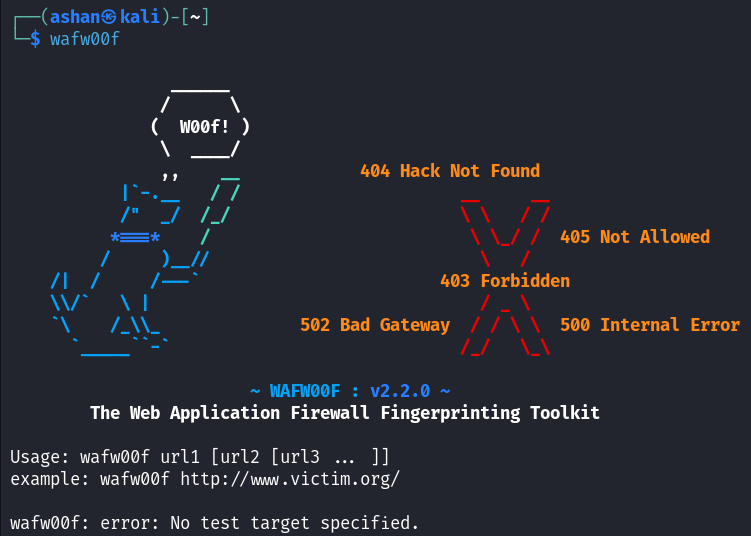 (ashan㉿kali)-[~]
$ wafw00f
W00f!
404 Hack Not Found
405 Not Allowed
403 Forbidden
502 Bad Gateway 500 Internal Error
~ WAFW00F : v2.2.0 ~
The Web Application Firewall Fingerprinting Toolkit
Usage: wafw00f url1 [url2 [url3 ... ]]
example: wafw00f http://www.victim.org/
wafw00f: error: No test target specified.